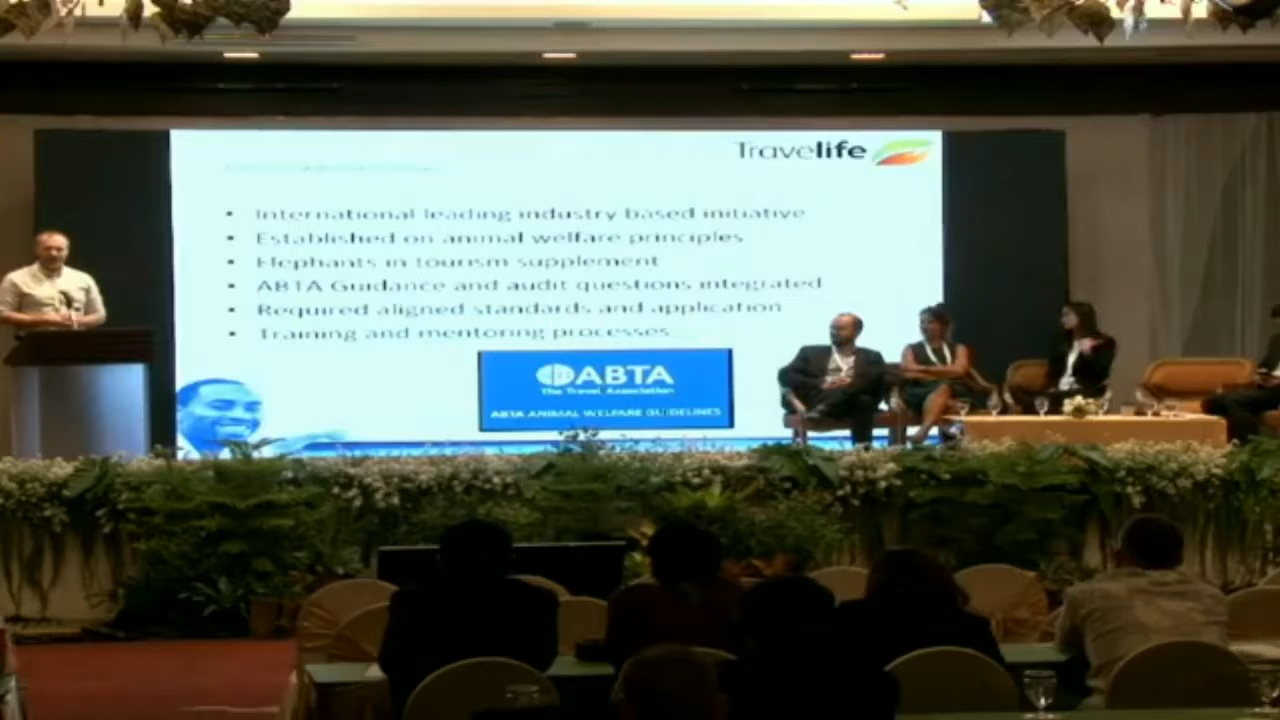 Travelife
• International leading industry based initiative
• Established on animal welfare principles
• Elephants in tourism supplement
• ABTA Guidance and audit questions integrated
• Required aligned standards and application
• Training and mentoring processes
ABTA
The Travel Association
ABTA ANIMAL WELFARE GUIDELINES